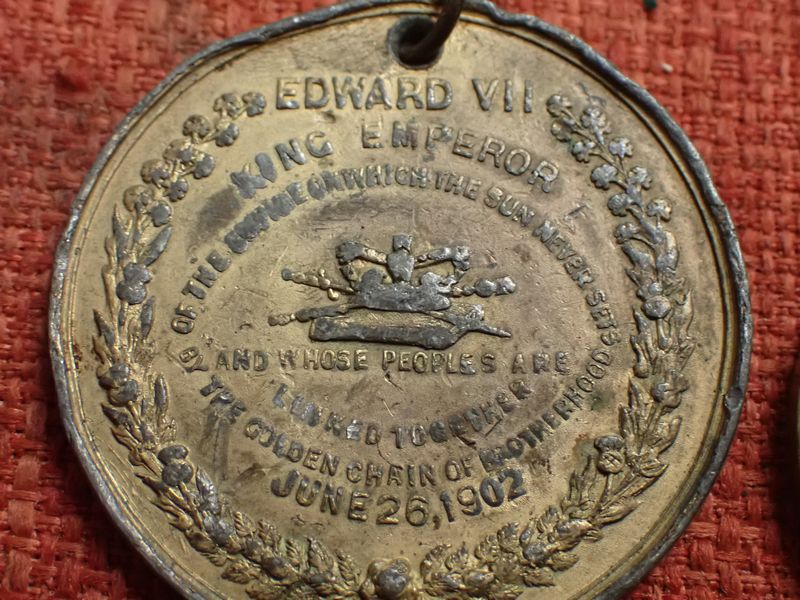 EDWARD VII
KING EMPEROR
OF THE EMPIRE ON WHICH THE SUN NEVER SETS
AND WHOSE PEOPLES ARE
LINKED TOGETHER
BY THE GOLDEN CHAIN OF BROTHERHOOD
JUNE 26, 1902